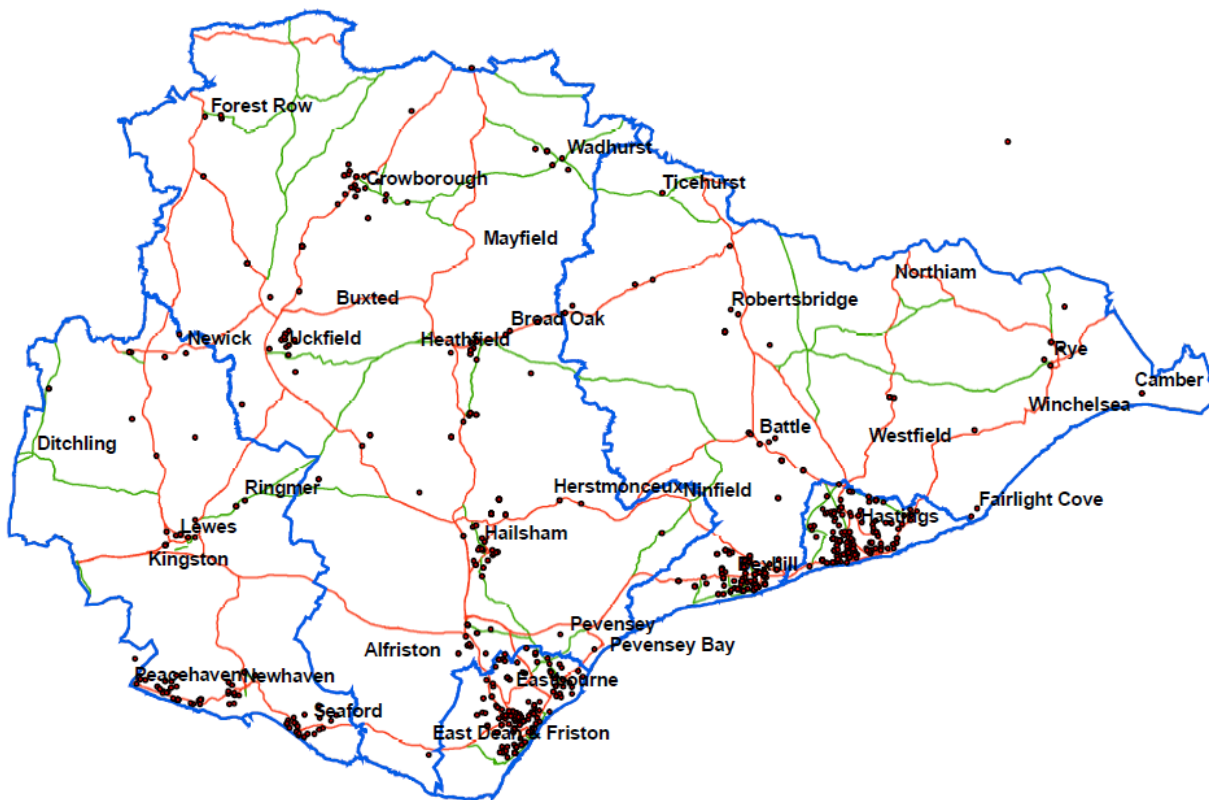 Forest Row
Wadhurst
Crowborough
Ticehurst
Mayfield
Northiam
Buxted
Robertsbridge
Broad Oak
Newick
Uckfield
Heathfield
Rye
Camber
Winchelsea
Ditchling
Battle
Westfield
Ringmer
Herstmonceux
Ninfield
Fairlight Cove
Lewes
Hastings
Hailsham
Kingston
Bexhill
Pevensey
Alfriston
Pevensey Bay
Peacehaven
Newhaven
Eastbourne
Seaford
East Dean & Friston